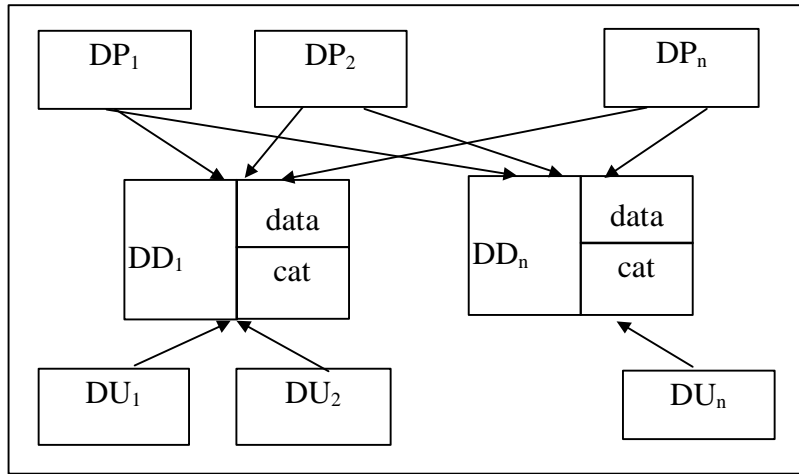 DP₁ DP₂ DPₙ
data data
DD₁ DDₙ
cat cat
DU₁ DU₂ DUₙ